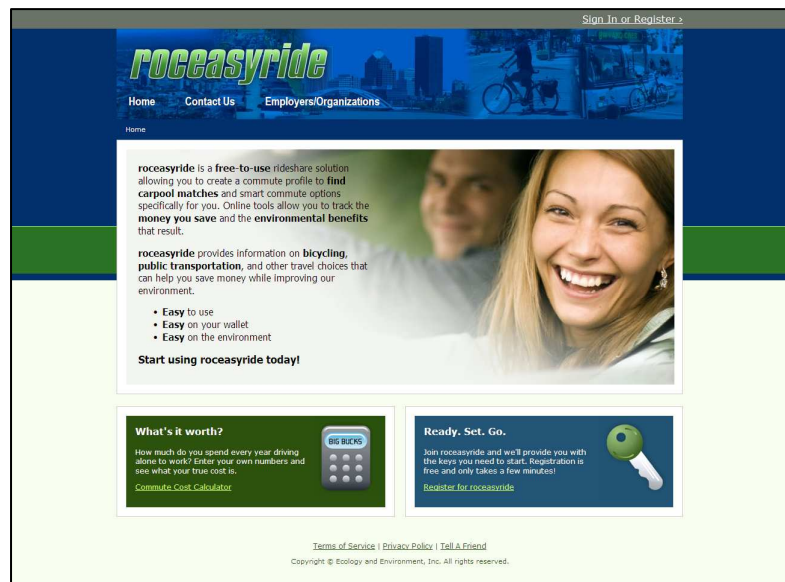 Sign In or Register ›
roceasyride
Home Contact Us Employers/Organizations
Home
roceasyride is a free-to-use rideshare solution
allowing you to create a commute profile to find
carpool matches and smart commute options
specifically for you. Online tools allow you to track the
money you save and the environmental benefits
that result.
roceasyride provides information on bicycling,
public transportation, and other travel choices that
can help you save money while improving our
environment.
• Easy to use
• Easy on your wallet
• Easy on the environment
Start using roceasyride today!
What's it worth?
How much do you spend every year driving
alone to work? Enter your own numbers and
see what your true cost is.
Commute Cost Calculator
BIG BUCKS
Ready. Set. Go.
Join roceasyride and we'll provide you with
the keys you need to start. Registration is
free and only takes a few minutes!
Register for roceasyride
Terms of Service | Privacy Policy | Tell A Friend
Copyright © Ecology and Environment, Inc. All rights reserved.